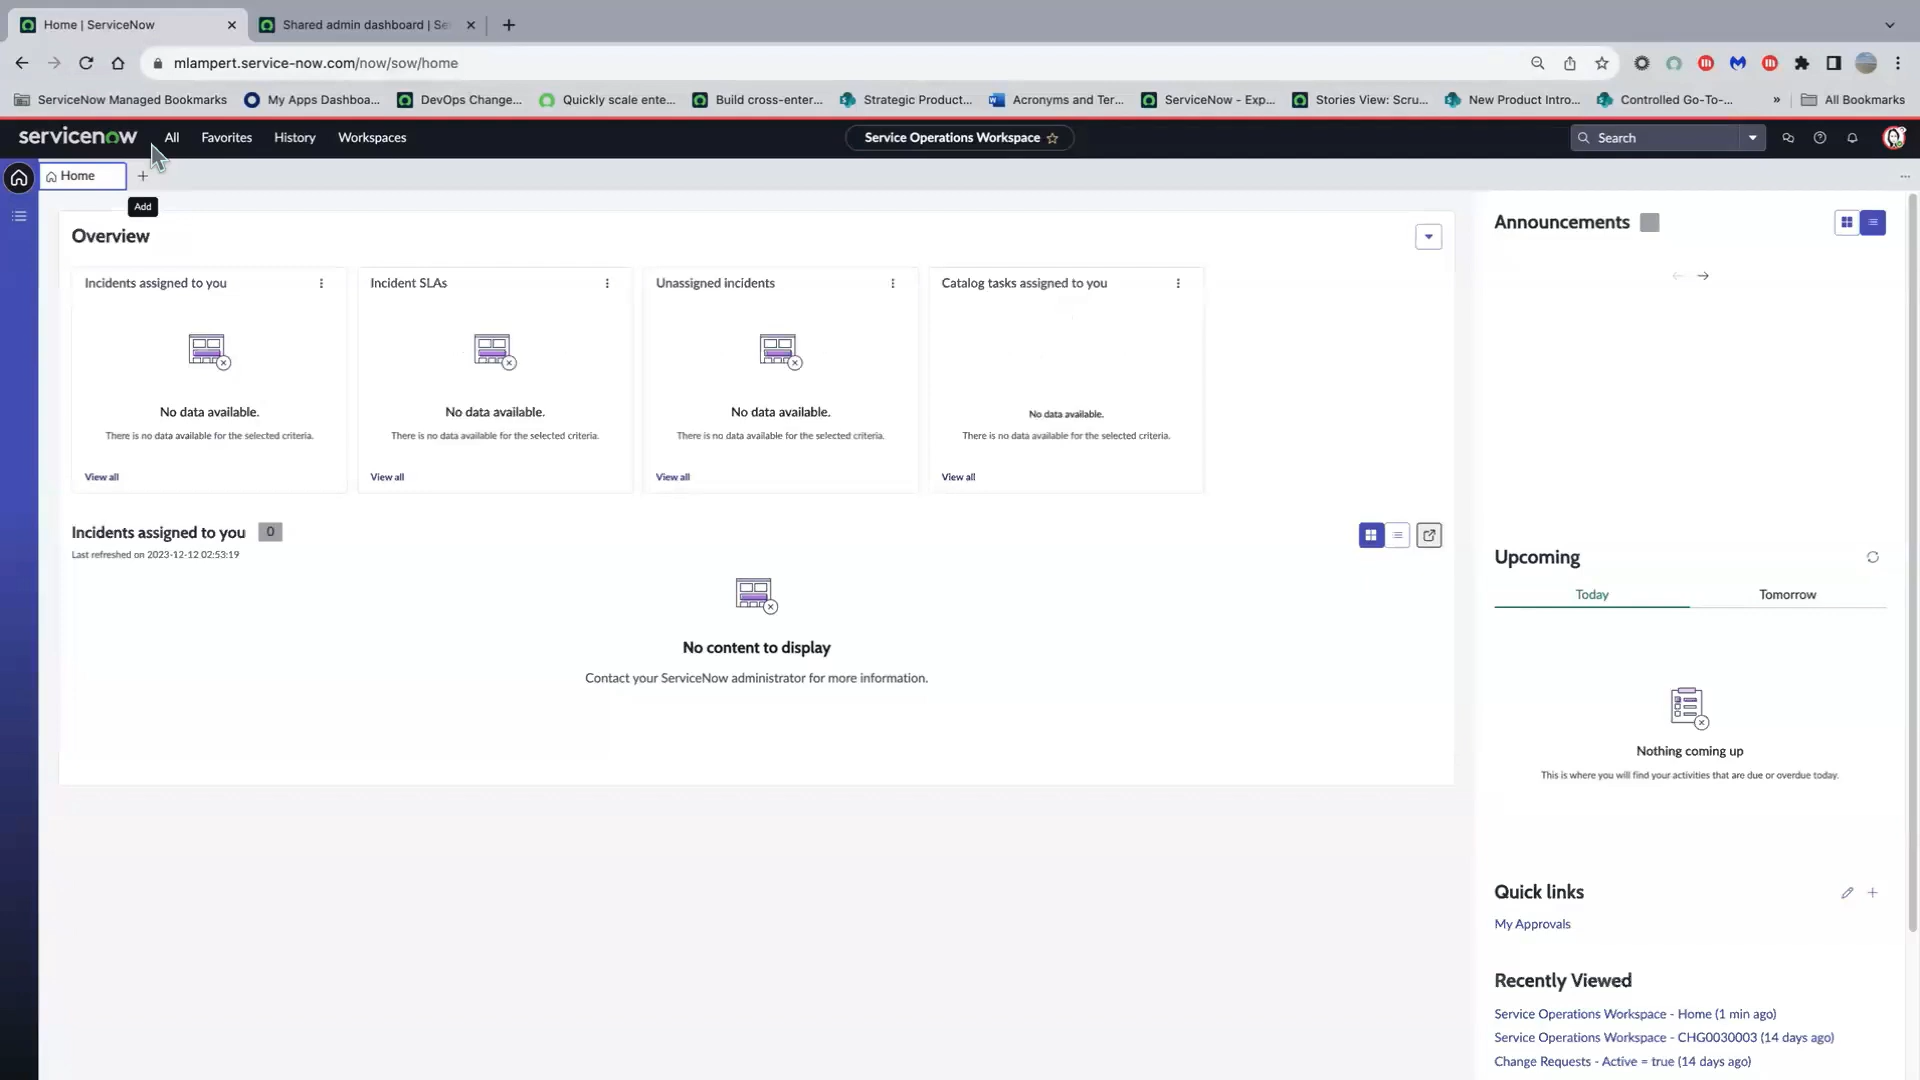 Home | ServiceNow
Shared admin dashboard | Se
mlampert.service-now.com/now/sow/home
ServiceNow Managed Bookmarks
My Apps Dashboa...
DevOps Change...
Quickly scale ente...
Build cross-enter...
Strategic Product...
Acronyms and Ter...
ServiceNow - Exp...
Stories View: Scru...
New Product Intro...
Controlled Go-To-...
»
All Bookmarks
servicenow
All
Favorites
History
Workspaces
Service Operations Workspace
Search
Home
Add
Overview
Incidents assigned to you
No data available.
There is no data available for the selected criteria.
View all
Incident SLAs
No data available.
There is no data available for the selected criteria.
View all
Unassigned incidents
No data available.
There is no data available for the selected criteria.
View all
Catalog tasks assigned to you
No data available.
There is no data available for the selected criteria.
View all
Incidents assigned to you 0
Last refreshed on 2023-12-12 02:53:19
No content to display
Contact your ServiceNow administrator for more information.
Announcements
Upcoming
Today
Tomorrow
Nothing coming up
This is where you will find your activities that are due or overdue today.
Quick links
My Approvals
Recently Viewed
Service Operations Workspace - Home (1 min ago)
Service Operations Workspace - CHG0030003 (14 days ago)
Change Requests - Active = true (14 days ago)